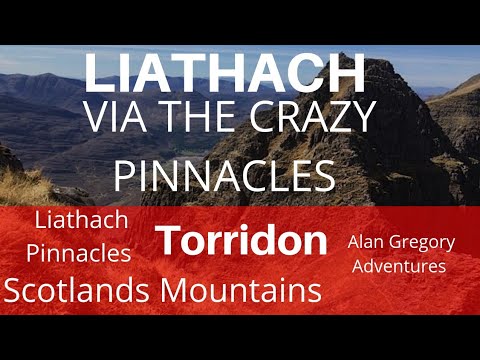 LIATHACH
VIA THE CRAZY
PINNACLES
Liathach
Pinnacles
Torridon
Alan Gregory
Adventures
Scotlands Mountains